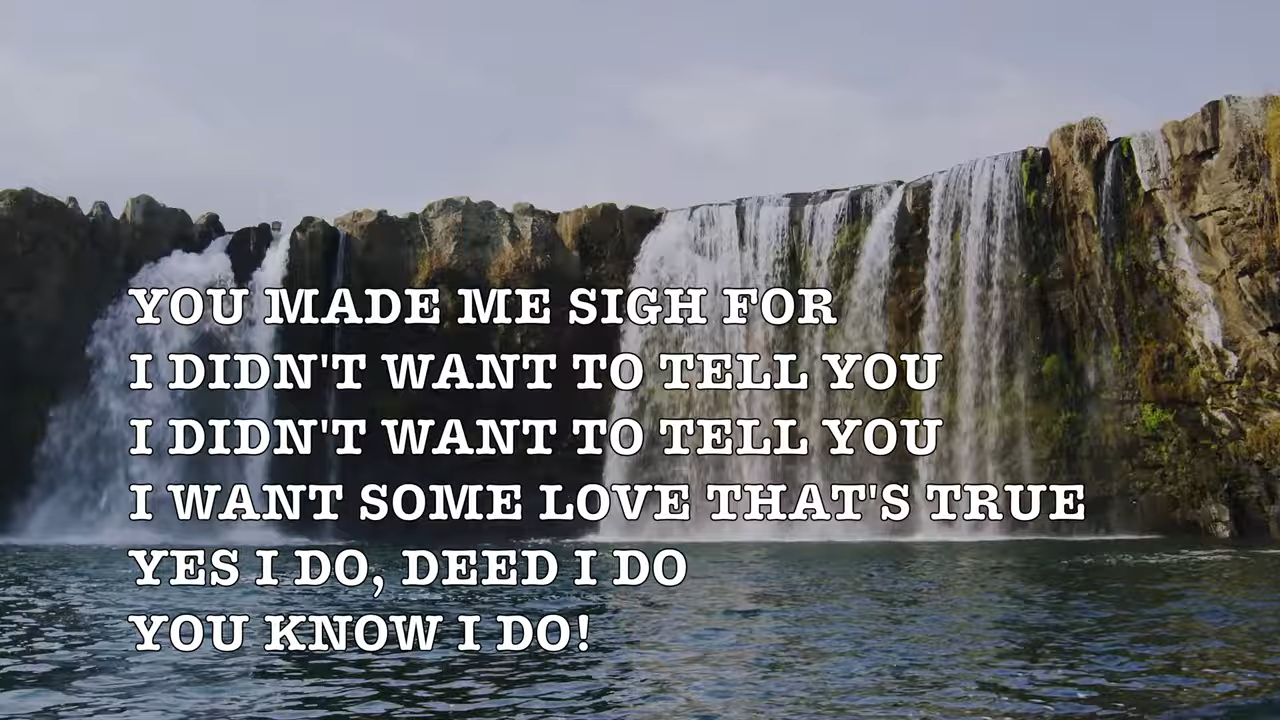 YOU MADE ME SIGH FOR
I DIDN'T WANT TO TELL YOU
I DIDN'T WANT TO TELL YOU
I WANT SOME LOVE THAT'S TRUE
YES I DO, DEED I DO
YOU KNOW I DO!